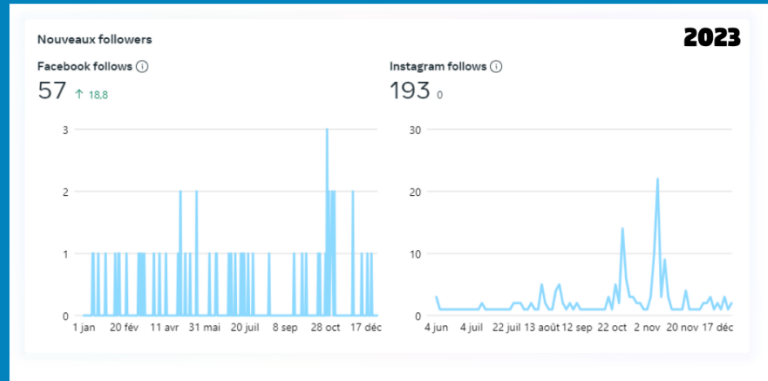 Nouveaux followers
2023
Facebook follows
57 ↑ 18,8
3
2
1
0
1 jan 20 fév 11 avr 31 mai 20 juil 8 sep 28 oct 17 déc
Instagram follows
193 0
30
20
10
0
4 jun 4 juil 22 juil 13 août 12 sep 22 oct 2 nov 20 nov 17 déc